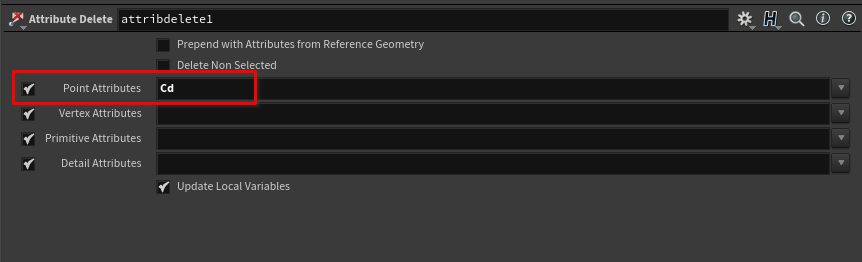 Attribute Delete attribdelete1
Prepend with Attributes from Reference Geometry
Delete Non Selected
Point Attributes Cd
Vertex Attributes
Primitive Attributes
Detail Attributes
Update Local Variables